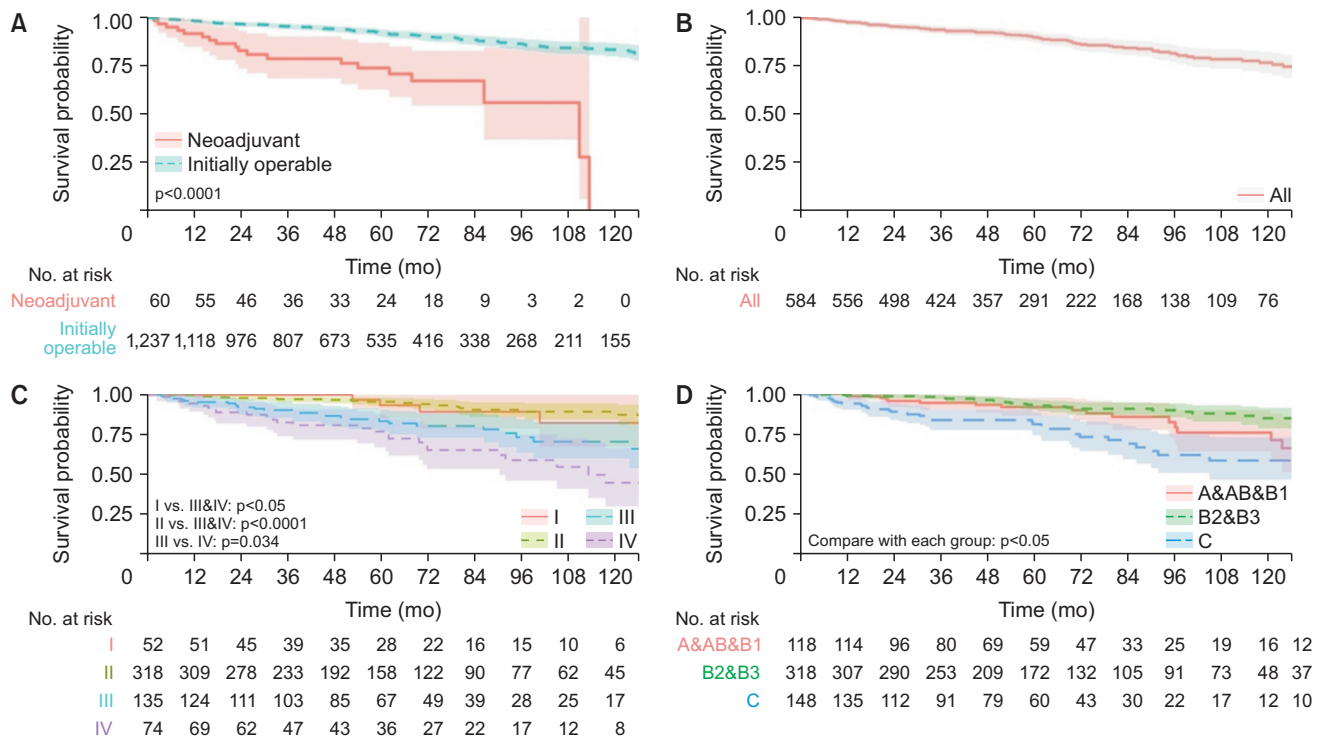 A
Survival probability
1.00
0.75
0.50
0.25
Neoadjuvant
Initially operable
p<0.0001
0 12 24 36 48 60 72 84 96 108 120
Time (mo)
No. at risk
Neoadjuvant 60 55 46 36 33 24 18 9 3 2 0
Initially
operable 1,237 1,118 976 807 673 535 416 338 268 211 155
B
Survival probability
1.00
0.75
0.50
0.25
All
0 12 24 36 48 60 72 84 96 108 120
Time (mo)
No. at risk
All 584 556 498 424 357 291 222 168 138 109 76
C
Survival probability
1.00
0.75
0.50
0.25
I vs. III&IV: p<0.05
II vs. III&IV: p<0.0001
III vs. IV: p=0.034
I III
II IV
0 12 24 36 48 60 72 84 96 108 120
Time (mo)
No. at risk
I 52 51 45 39 35 28 22 16 15 10 6
II 318 309 278 233 192 158 122 90 77 62 45
III 135 124 111 103 85 67 49 39 28 25 17
IV 74 69 62 47 43 36 27 22 17 12 8
D
Survival probability
1.00
0.75
0.50
0.25
A&AB&B1
B2&B3
C
Compare with each group: p<0.05
0 12 24 36 48 60 72 84 96 108 120
Time (mo)
No. at risk
A&AB&B1 118 114 96 80 69 59 47 33 25 19 16 12
B2&B3 318 307 290 253 209 172 132 105 91 73 48 37
C 148 135 112 91 79 60 43 30 22 17 12 10